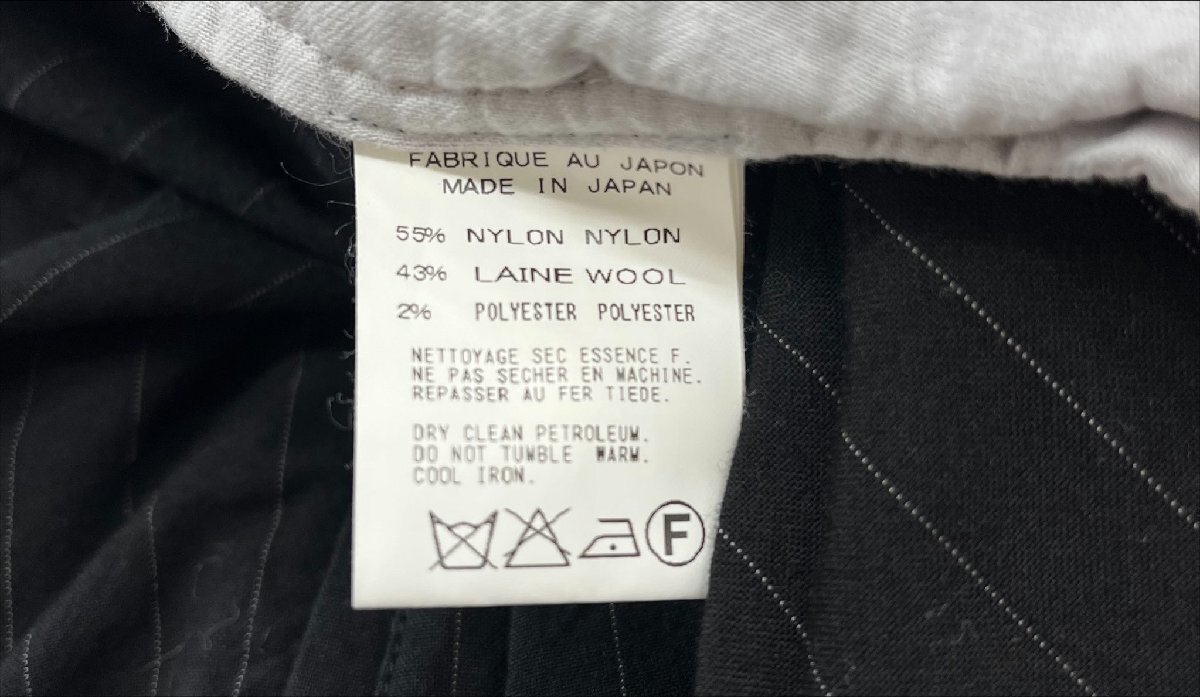 FABRIQUE AU JAPON
MADE IN JAPAN
55% NYLON NYLON
43% LAINE WOOL
2% POLYESTER POLYESTER
NETTOYAGE SEC ESSENCE F.
NE PAS SECHER EN MACHINE.
REPASSER AU FER TIEDE.
DRY CLEAN PETROLEUM.
DO NOT TUMBLE WARM.
COOL IRON.
F